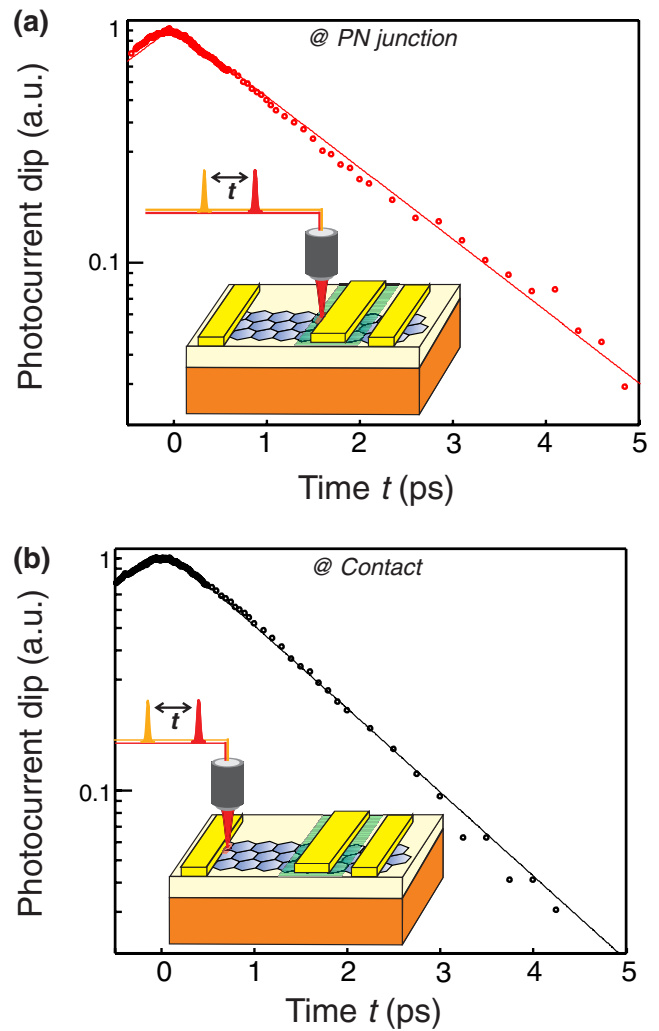 (a)
@ PN junction
Photocurrent dip (a.u.)
1
0.1
t
0 1 2 3 4 5
Time t (ps)
(b)
@ Contact
Photocurrent dip (a.u.)
1
0.1
t
0 1 2 3 4 5
Time t (ps)